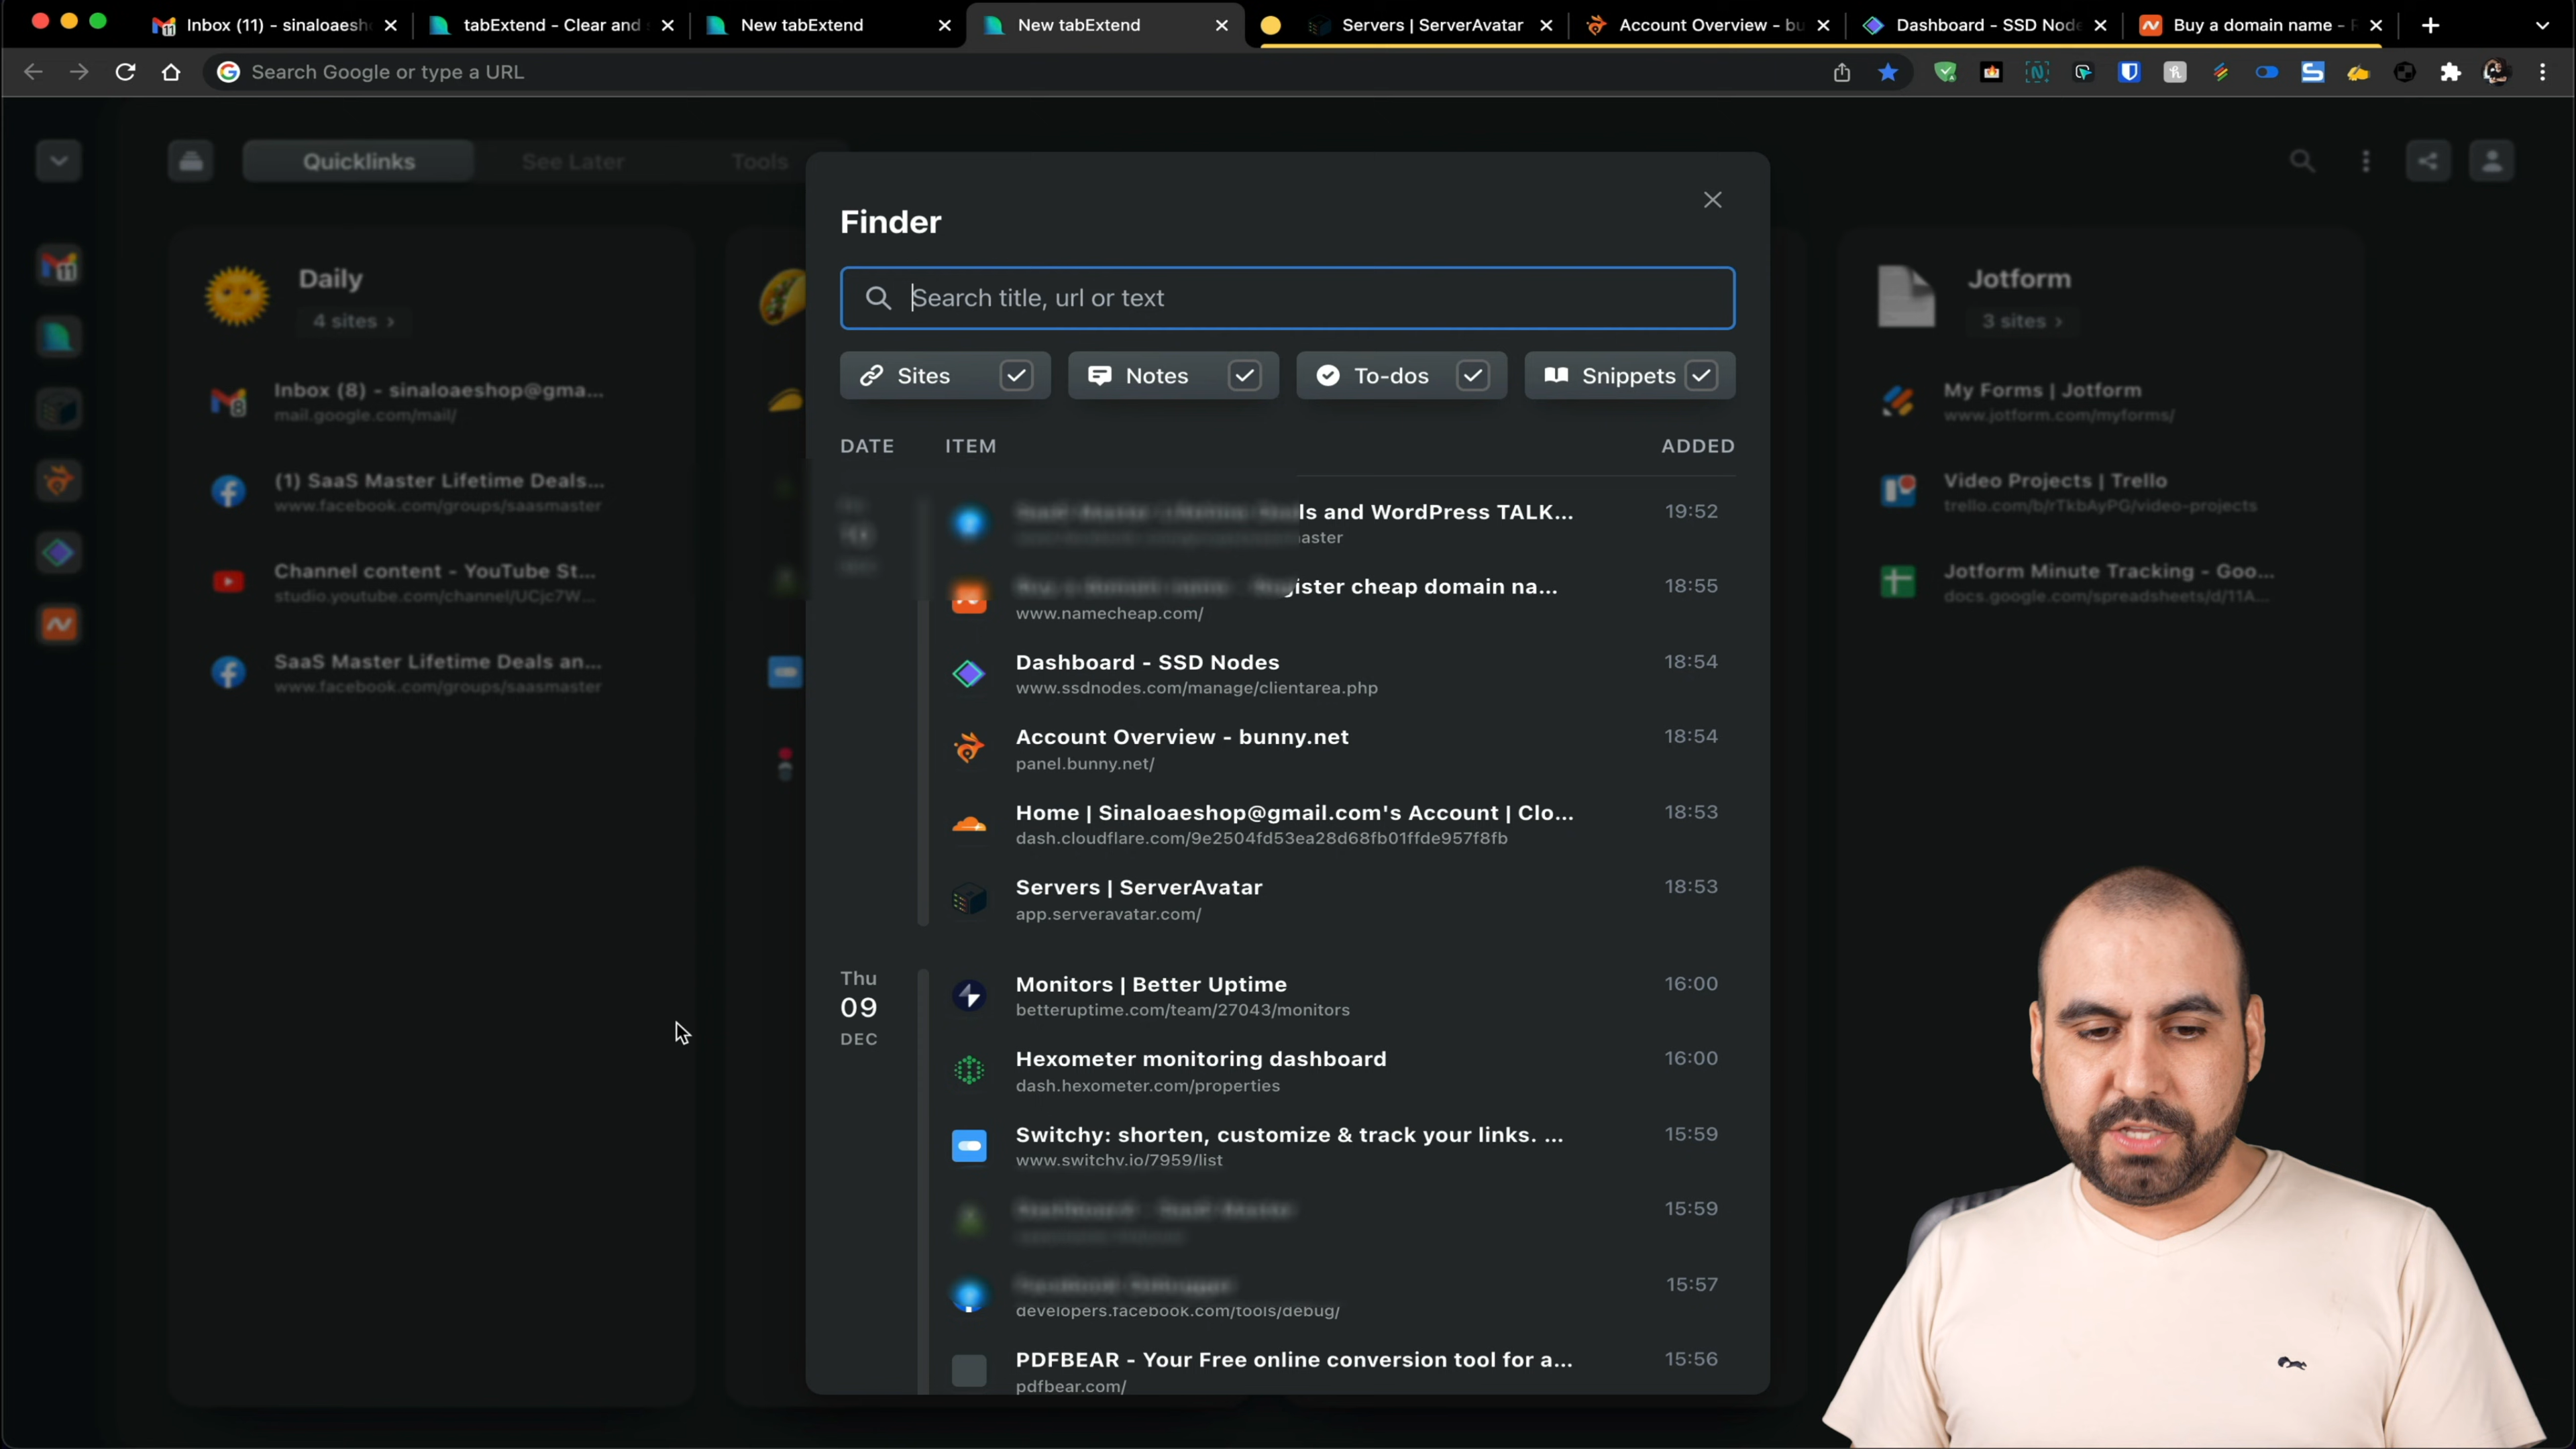 Inbox (11) - sinaloaesh
tabExtend - Clear and
New tabExtend
New tabExtend
Servers | ServerAvatar
Account Overview - bu
Dashboard - SSD Node
Buy a domain name -
Search Google or type a URL
Quicklinks
See Later
Tools
11
Daily
4 sites >
8
Inbox (8) - sinaloaeshop@gma...
mail.google.com/mail/
(1) SaaS Master Lifetime Deals...
www.facebook.com/groups/saasmaster
Channel content - YouTube St...
studio.youtube.com/channel/UCjc7W...
SaaS Master Lifetime Deals an...
www.facebook.com/groups/saasmaster
Finder
Search title, url or text
Sites
Notes
To-dos
Snippets
DATE
ITEM
ADDED
ls and WordPress TALK...
19:52
aster
ister cheap domain na...
18:55
www.namecheap.com/
Dashboard - SSD Nodes
18:54
www.ssdnodes.com/manage/clientarea.php
Account Overview - bunny.net
18:54
panel.bunny.net/
Home | Sinaloaeshop@gmail.com's Account | Clo...
18:53
dash.cloudflare.com/9e2504fd53ea28d68fb01ffde957f8fb
Servers | ServerAvatar
18:53
app.serveravatar.com/
Thu
09
DEC
Monitors | Better Uptime
16:00
betteruptime.com/team/27043/monitors
Hexometer monitoring dashboard
16:00
dash.hexometer.com/properties
Switchy: shorten, customize & track your links. ...
15:59
www.switchy.io/7959/list
15:59
15:57
developers.facebook.com/tools/debug/
PDFBEAR - Your Free online conversion tool for a...
15:56
pdfbear.com/
Jotform
3 sites >
My Forms | Jotform
www.jotform.com/myforms/
Video Projects | Trello
trello.com/b/rTkbAyPG/video-projects
Jotform Minute Tracking - Goo...
docs.google.com/spreadsheets/d/11A...